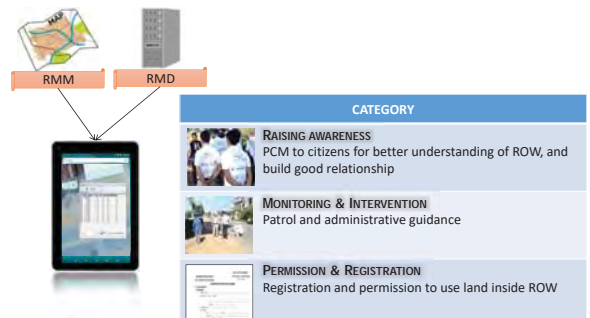 MAP
RMM
RMD
CATEGORY
RAISING AWARENESS
PCM to citizens for better understanding of ROW, and
build good relationship
MONITORING & INTERVENTION
Patrol and administrative guidance
PERMISSION & REGISTRATION
Registration and permission to use land inside ROW